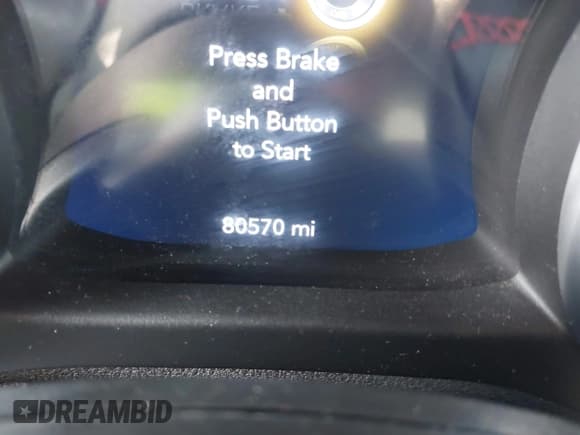 Press Brake
and
Push Button
to Start
80570 mi
DREAMBID